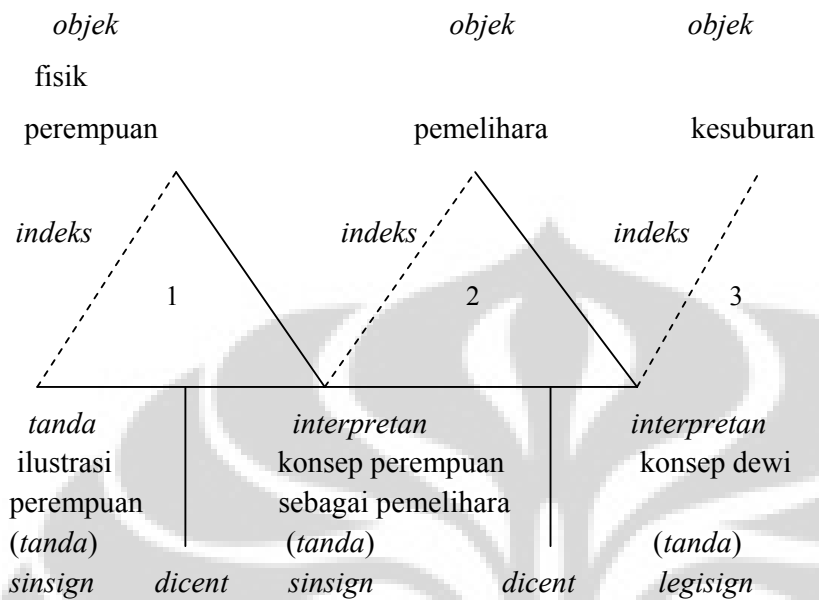 objek objek objek
fisik
perempuan pemelihara kesuburan
indeks indeks indeks
1 2 3
tanda interpretan interpretan
ilustrasi konsep perempuan konsep dewi
perempuan sebagai pemelihara
(tanda) (tanda) (tanda)
sinsign dicent sinsign dicent legisign